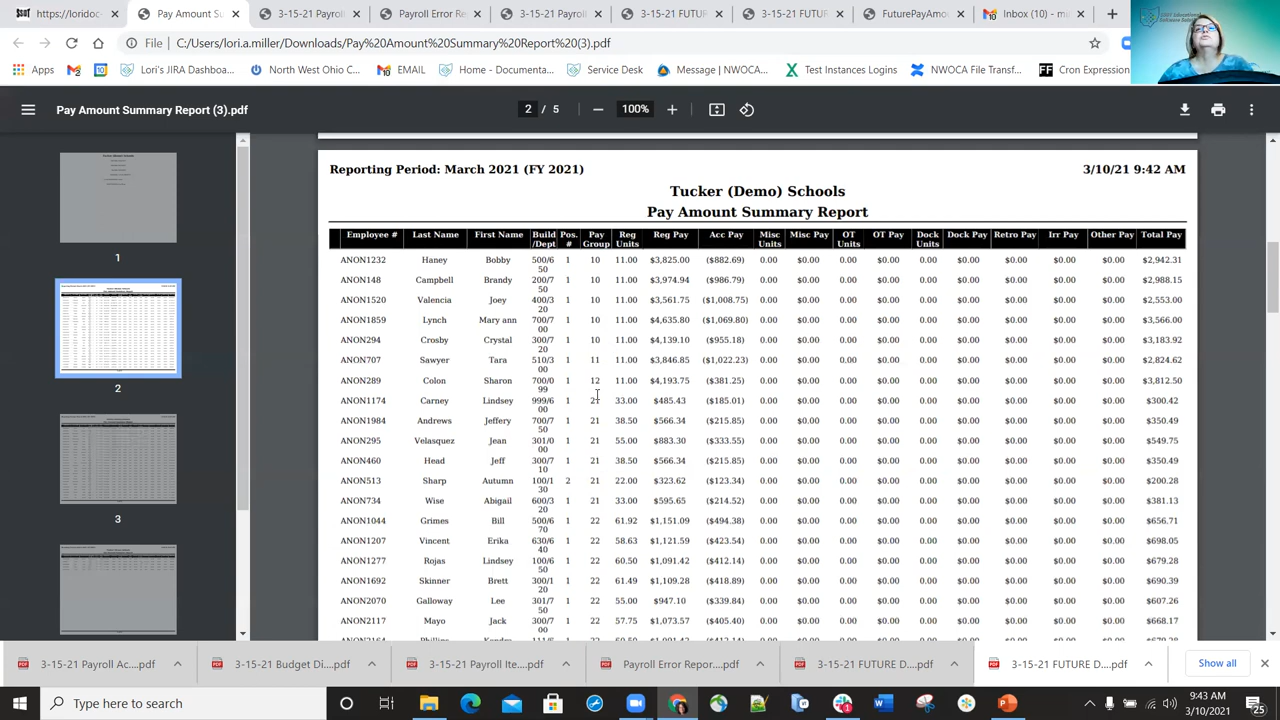 https://localhos
Pay Amount Summ
3-15-21 Payrol
Payroll Error Repor
3-15-21 Payrol
3-15-21 FUTUR
3-15-21 FUTUR
FuturePayAmou
Inbox (10) - m
File C:/Users/lori.a.miller/Downloads/Pay%20Amount%20Summary%20Report%20(3).pdf
Apps Lori's JIRA Dashboa... North West Ohio C... EMAIL Home - Documenta... Service Desk Message | NWOCA... Test Instances Logins NWOCA File Transf... Cron Expression
Pay Amount Summary Report (3).pdf 2 / 5 100%
1
2
3
Reporting Period: March 2021 (FY 2021) 3/10/21 9:42 AM
Tucker (Demo) Schools
Pay Amount Summary Report
Employee # Last Name First Name Build /Dept Pos. # Pay Group Reg Units Reg Pay Acc Pay Misc Units Misc Pay OT Units OT Pay Dock Units Dock Pay Retro Pay Irr Pay Other Pay Total Pay
ANON1232 Haney Bobby 500/6 50 1 10 11.00 $3,825.00 ($882.69) 0.00 $0.00 0.00 $0.00 0.00 $0.00 $0.00 $0.00 $0.00 $2,942.31
ANON148 Campbell Brandy 200/7 50 1 10 11.00 $3,974.94 ($986.79) 0.00 $0.00 0.00 $0.00 0.00 $0.00 $0.00 $0.00 $0.00 $2,988.15
ANON1520 Valencia Joey 400/3 20 1 10 11.00 $3,561.75 ($1,008.75) 0.00 $0.00 0.00 $0.00 0.00 $0.00 $0.00 $0.00 $0.00 $2,553.00
ANON1859 Lynch Mary-ann 700/7 00 1 10 11.00 $4,635.80 ($1,069.80) 0.00 $0.00 0.00 $0.00 0.00 $0.00 $0.00 $0.00 $0.00 $3,566.00
ANON294 Crosby Crystal 300/7 20 1 10 11.00 $4,139.10 ($955.18) 0.00 $0.00 0.00 $0.00 0.00 $0.00 $0.00 $0.00 $0.00 $3,183.92
ANON707 Sawyer Tara 510/3 00 1 11 11.00 $3,846.85 ($1,022.23) 0.00 $0.00 0.00 $0.00 0.00 $0.00 $0.00 $0.00 $0.00 $2,824.62
ANON289 Colon Sharon 700/0 99 1 12 11.00 $4,193.75 ($381.25) 0.00 $0.00 0.00 $0.00 0.00 $0.00 $0.00 $0.00 $0.00 $3,812.50
ANON1174 Carney Lindsey 999/6 00 1 21 33.00 $485.43 ($185.01) 0.00 $0.00 0.00 $0.00 0.00 $0.00 $0.00 $0.00 $0.00 $300.42
ANON1984 Andrews Jeffery 700/7 50 1 21 38.50 $566.34 ($215.85) 0.00 $0.00 0.00 $0.00 0.00 $0.00 $0.00 $0.00 $0.00 $350.49
ANON295 Velasquez Jean 301/0 00 1 21 55.00 $883.30 ($333.55) 0.00 $0.00 0.00 $0.00 0.00 $0.00 $0.00 $0.00 $0.00 $549.75
ANON460 Head Jeff 300/7 10 1 21 38.50 $566.34 ($215.85) 0.00 $0.00 0.00 $0.00 0.00 $0.00 $0.00 $0.00 $0.00 $350.49
ANON513 Sharp Autumn 100/1 30 2 21 22.00 $323.62 ($123.34) 0.00 $0.00 0.00 $0.00 0.00 $0.00 $0.00 $0.00 $0.00 $200.28
ANON734 Wise Abigail 600/3 20 1 21 33.00 $595.65 ($214.52) 0.00 $0.00 0.00 $0.00 0.00 $0.00 $0.00 $0.00 $0.00 $381.13
ANON1044 Grimes Bill 500/6 70 1 22 61.92 $1,151.09 ($494.38) 0.00 $0.00 0.00 $0.00 0.00 $0.00 $0.00 $0.00 $0.00 $656.71
ANON1207 Vincent Erika 630/6 40 1 22 58.63 $1,121.59 ($423.54) 0.00 $0.00 0.00 $0.00 0.00 $0.00 $0.00 $0.00 $0.00 $698.05
ANON1277 Rojas Lindsey 100/6 50 1 22 60.50 $1,091.42 ($412.14) 0.00 $0.00 0.00 $0.00 0.00 $0.00 $0.00 $0.00 $0.00 $679.28
ANON1692 Skinner Brett 300/1 20 1 22 61.49 $1,109.28 ($418.89) 0.00 $0.00 0.00 $0.00 0.00 $0.00 $0.00 $0.00 $0.00 $690.39
ANON2070 Galloway Lee 301/7 50 1 22 55.00 $947.10 ($339.84) 0.00 $0.00 0.00 $0.00 0.00 $0.00 $0.00 $0.00 $0.00 $607.26
ANON2117 Mayo Jack 300/7 00 1 22 57.75 $1,073.57 ($405.40) 0.00 $0.00 0.00 $0.00 0.00 $0.00 $0.00 $0.00 $0.00 $668.17
3-15-21 Payroll Ac....pdf 3-15-21 Budget Di....pdf 3-15-21 Payroll Ite....pdf Payroll Error Repor....pdf 3-15-21 FUTURE D....pdf 3-15-21 FUTURE D....pdf Show all
Type here to search
9:43 AM
3/10/2021
25